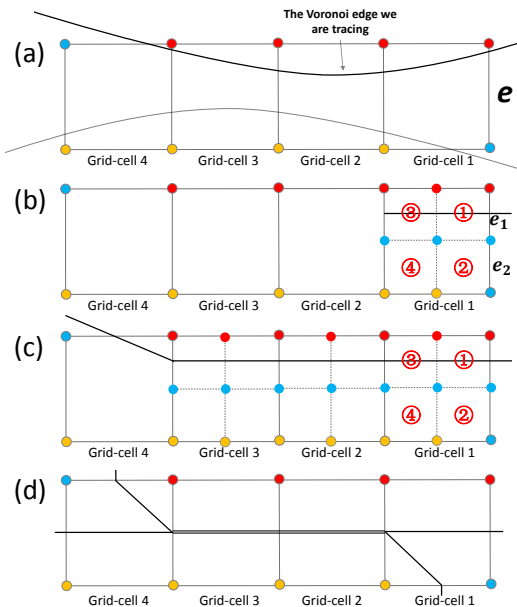 The Voronoi edge we
are tracing
(a)
e
Grid-cell 4 Grid-cell 3 Grid-cell 2 Grid-cell 1
(b)
③ ①
e1
④ ② e2
Grid-cell 4 Grid-cell 3 Grid-cell 2 Grid-cell 1
(c)
③ ①
④ ②
Grid-cell 4 Grid-cell 3 Grid-cell 2 Grid-cell 1
(d)
Grid-cell 4 Grid-cell 3 Grid-cell 2 Grid-cell 1